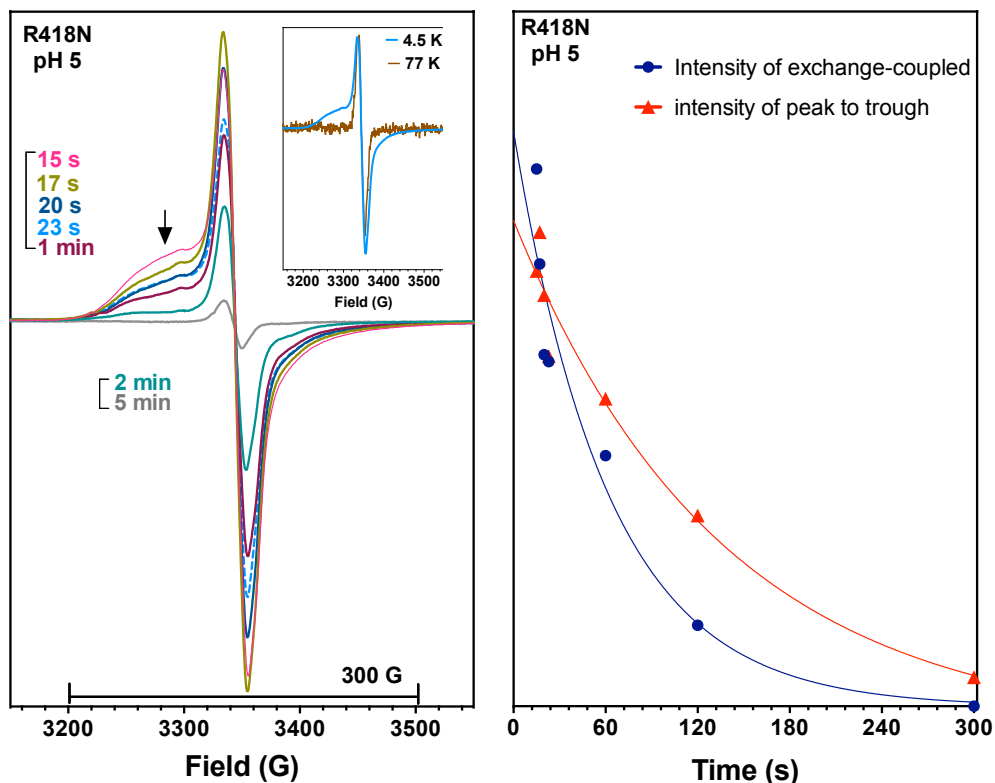 R418N
pH 5
15 s
17 s
20 s
23 s
1 min
2 min
5 min
4.5 K
77 K
3200 3300 3400 3500
Field (G)
300 G
3200 3300 3400 3500
Field (G)
R418N
pH 5
Intensity of exchange-coupled
intensity of peak to trough
0 60 120 180 240 300
Time (s)